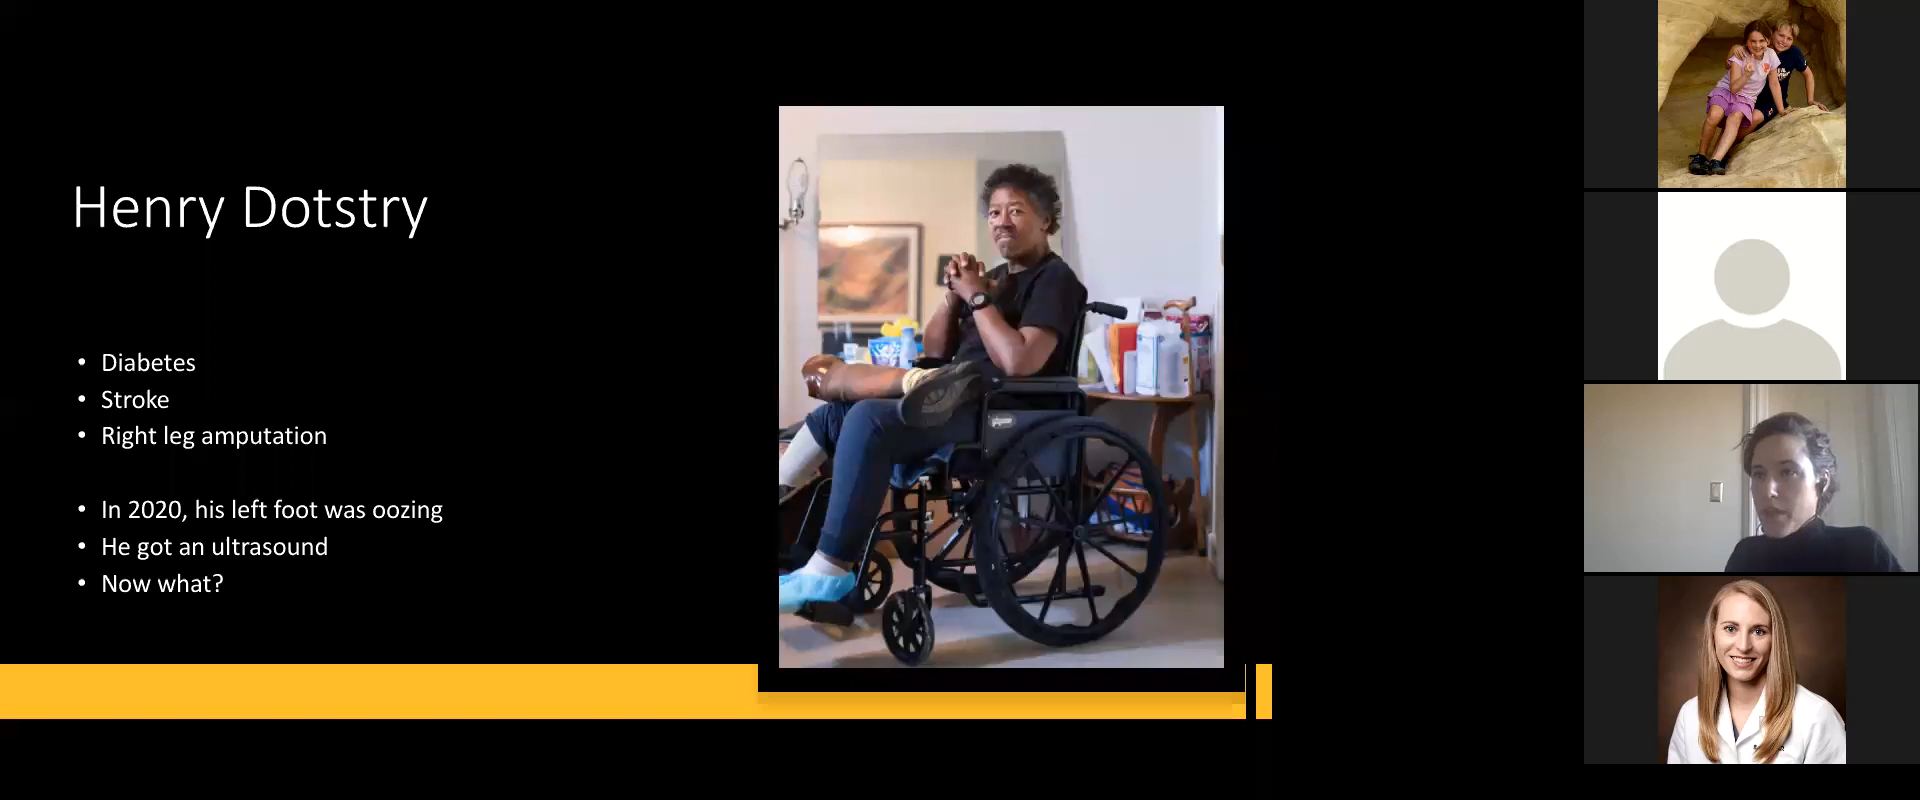 Henry Dotstry
• Diabetes
• Stroke
• Right leg amputation
• In 2020, his left foot was oozing
• He got an ultrasound
• Now what?